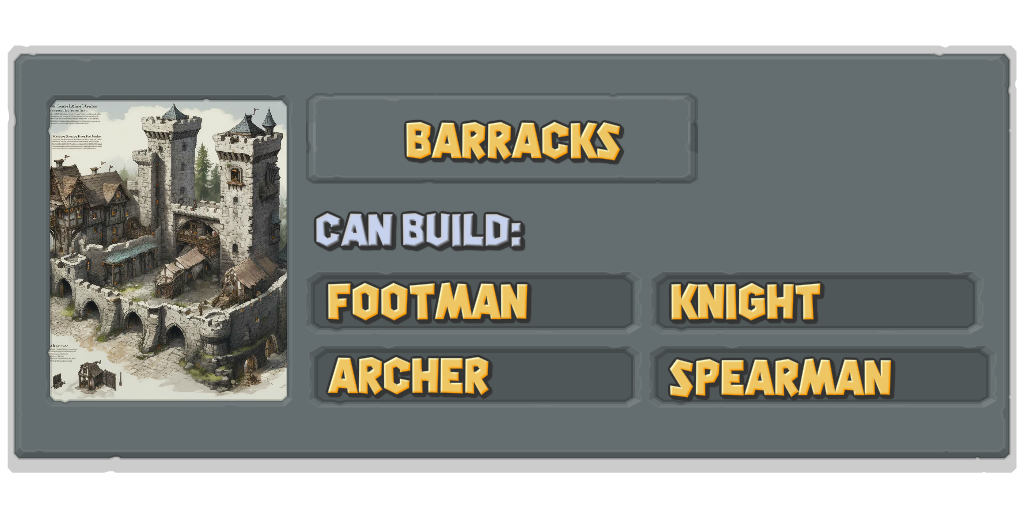 BARRACKS
CAN BUILD:
FOOTMAN
KNIGHT
ARCHER
SPEARMAN